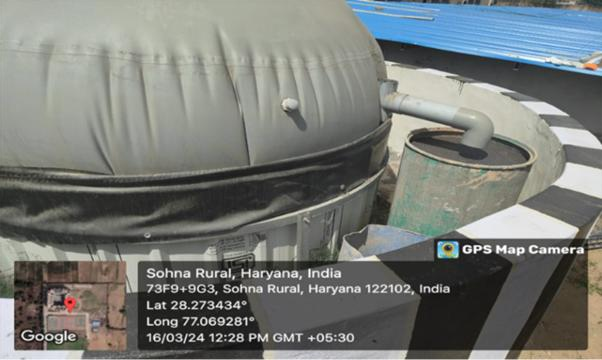 GPS Map Camera
Sohna Rural, Haryana, India
73F9+9G3, Sohna Rural, Haryana 122102, India
Lat 28.273434°
Long 77.069281°
16/03/24 12:28 PM GMT +05:30
Google